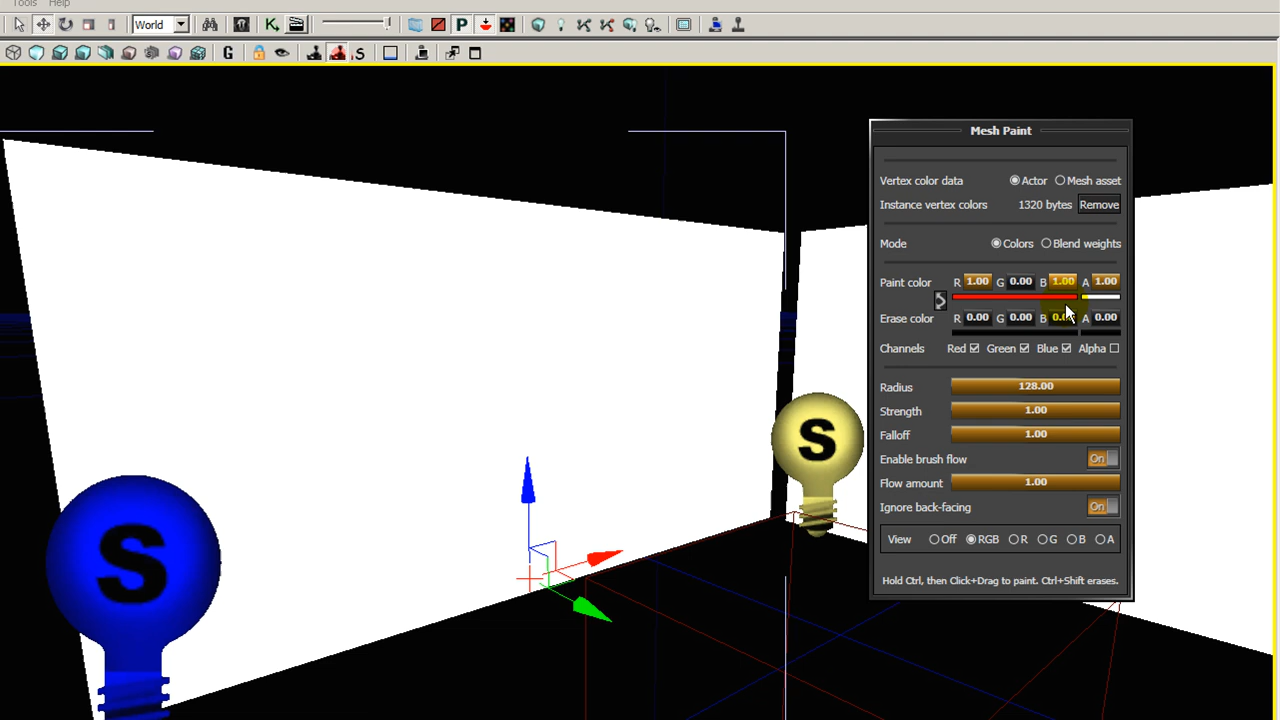 Tools Help
World
K
P
G
S
Mesh Paint
Vertex color data Actor Mesh asset
Instance vertex colors 1320 bytes Remove
Mode Colors Blend weights
Paint color R 1.00 G 0.00 B 1.00 A 1.00
Erase color R 0.00 G 0.00 B 0.00 A 0.00
Channels Red Green Blue Alpha
Radius 128.00
Strength 1.00
Falloff 1.00
Enable brush flow On
Flow amount 1.00
Ignore back-facing On
View Off RGB R G B A
Hold Ctrl, then Click+Drag to paint. Ctrl+Shift erases.
S
S